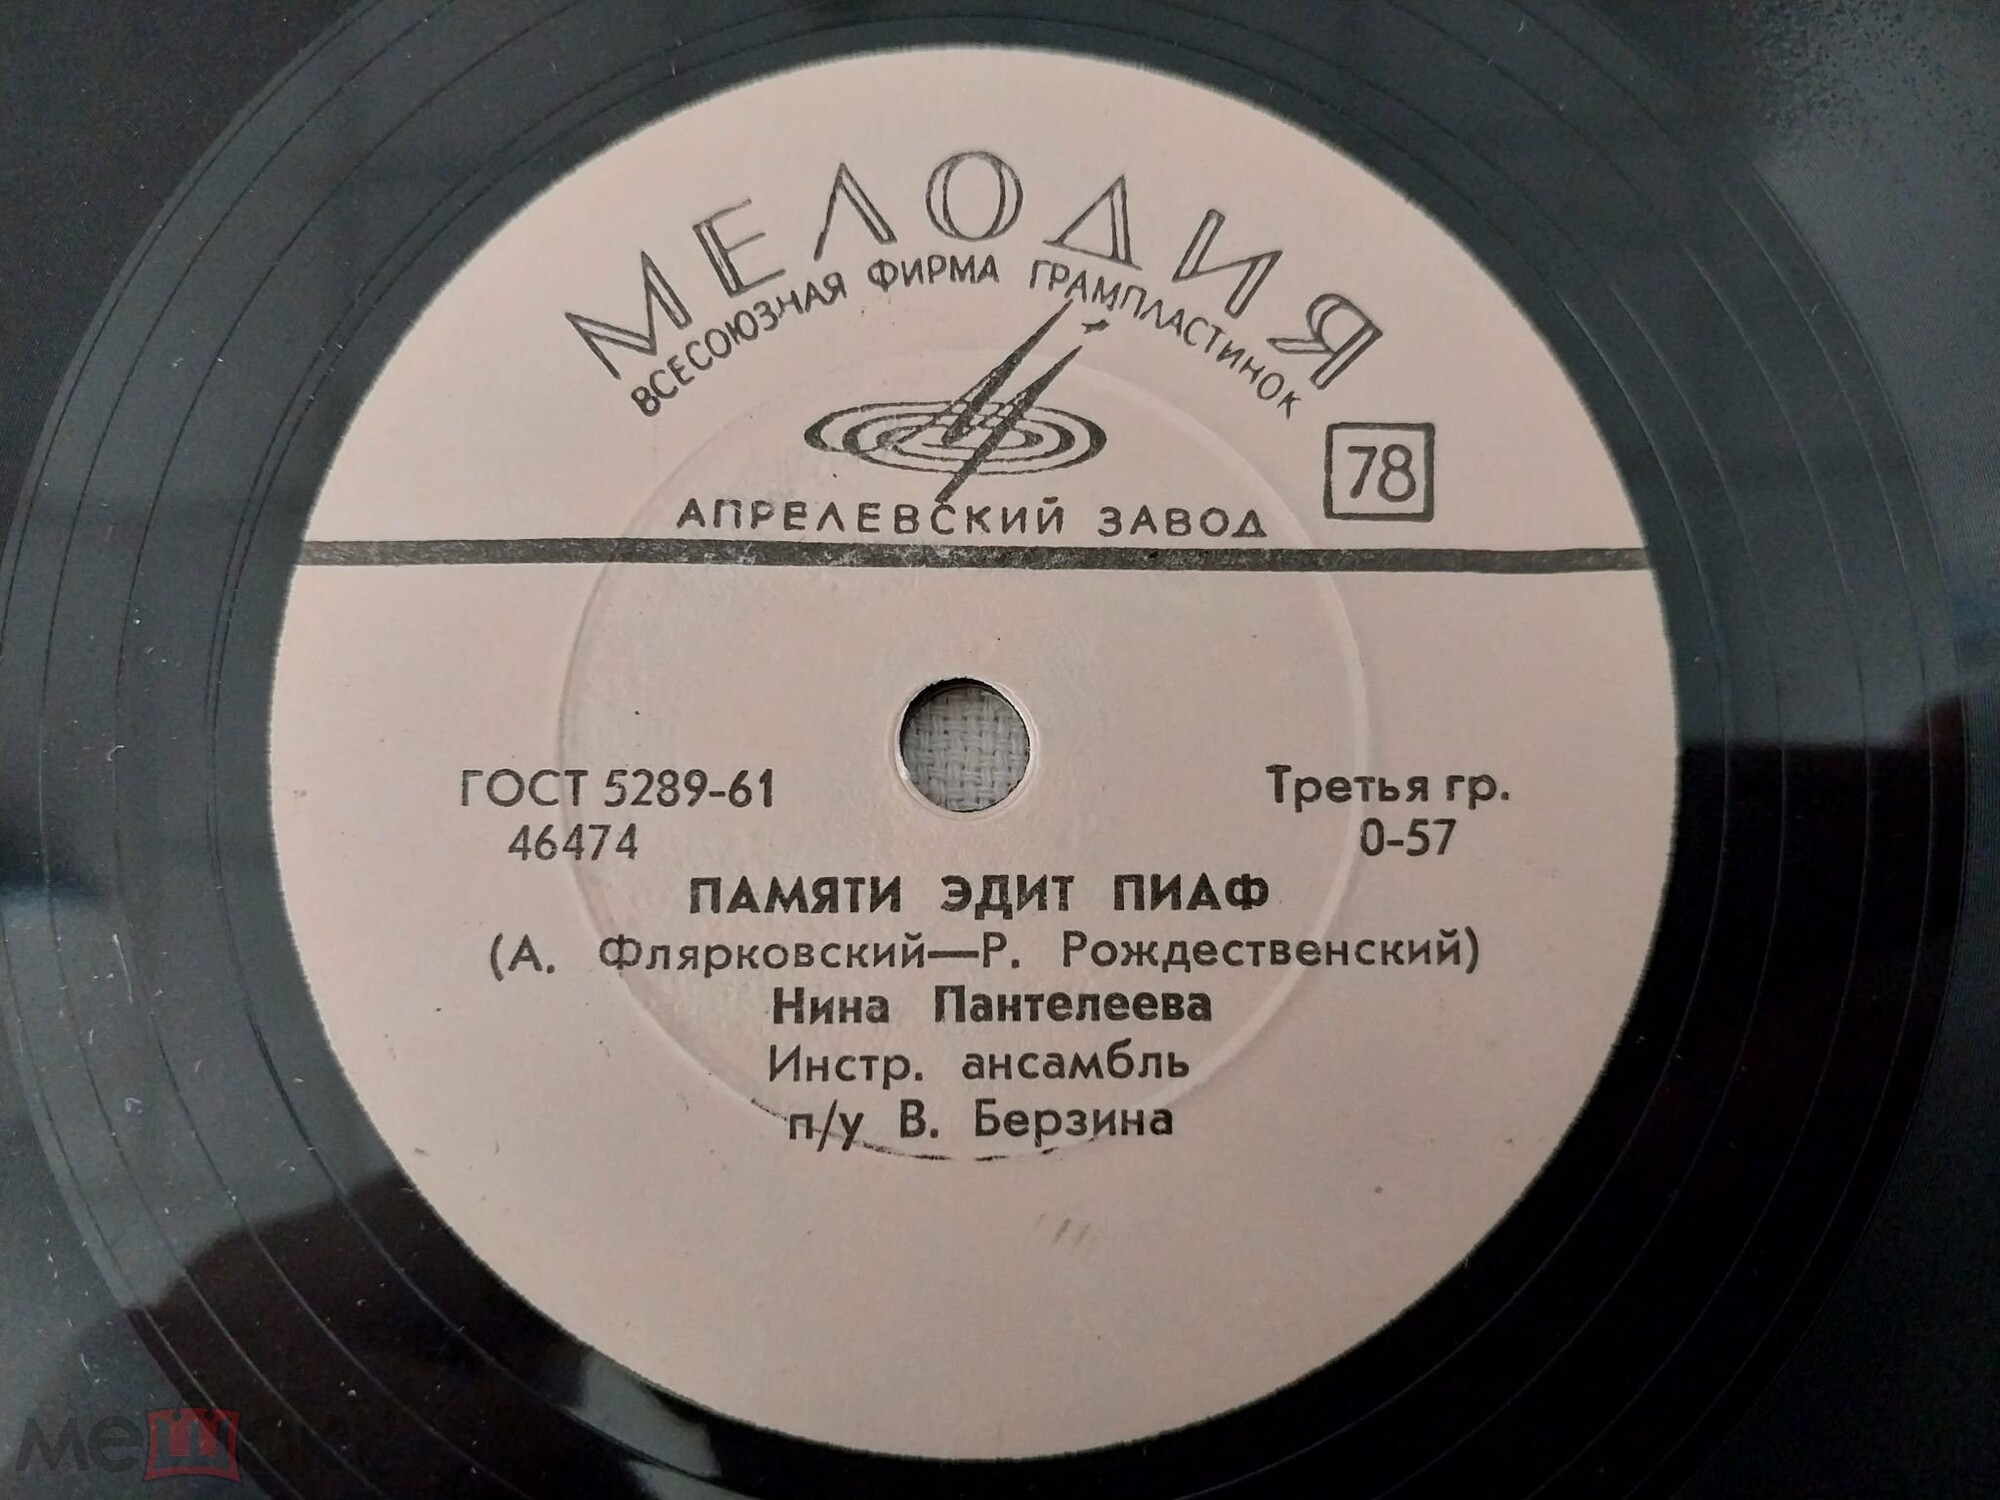 МЕЛОДИЯ
ВСЕСОЮЗНАЯ ФИРМА ГРАМПЛАСТИНОК
78
АПРЕЛЕВСКИЙ ЗАВОД
ГОСТ 5289-61
Третья гр.
46474
0-57
ПАМЯТИ ЭДИТ ПИАФ
(А. Флярковский—Р. Рождественский)
Нина Пантелеева
Инстр. ансамбль
п/у В. Берзина